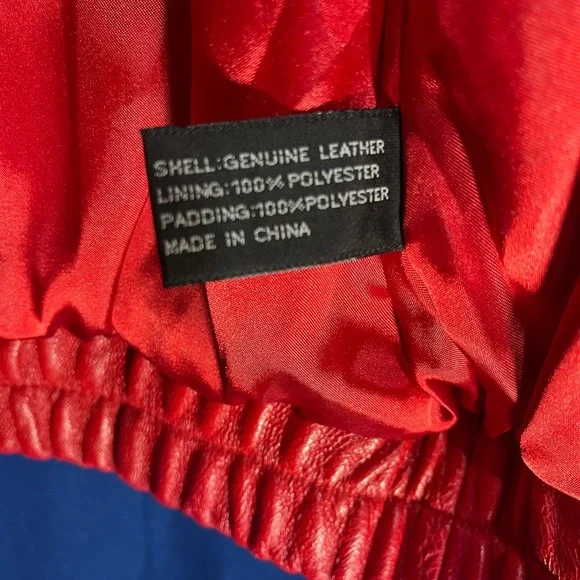 SHELL:GENUINE LEATHER
LINING:100% POLYESTER
PADDING:100%POLYESTER
MADE IN CHINA